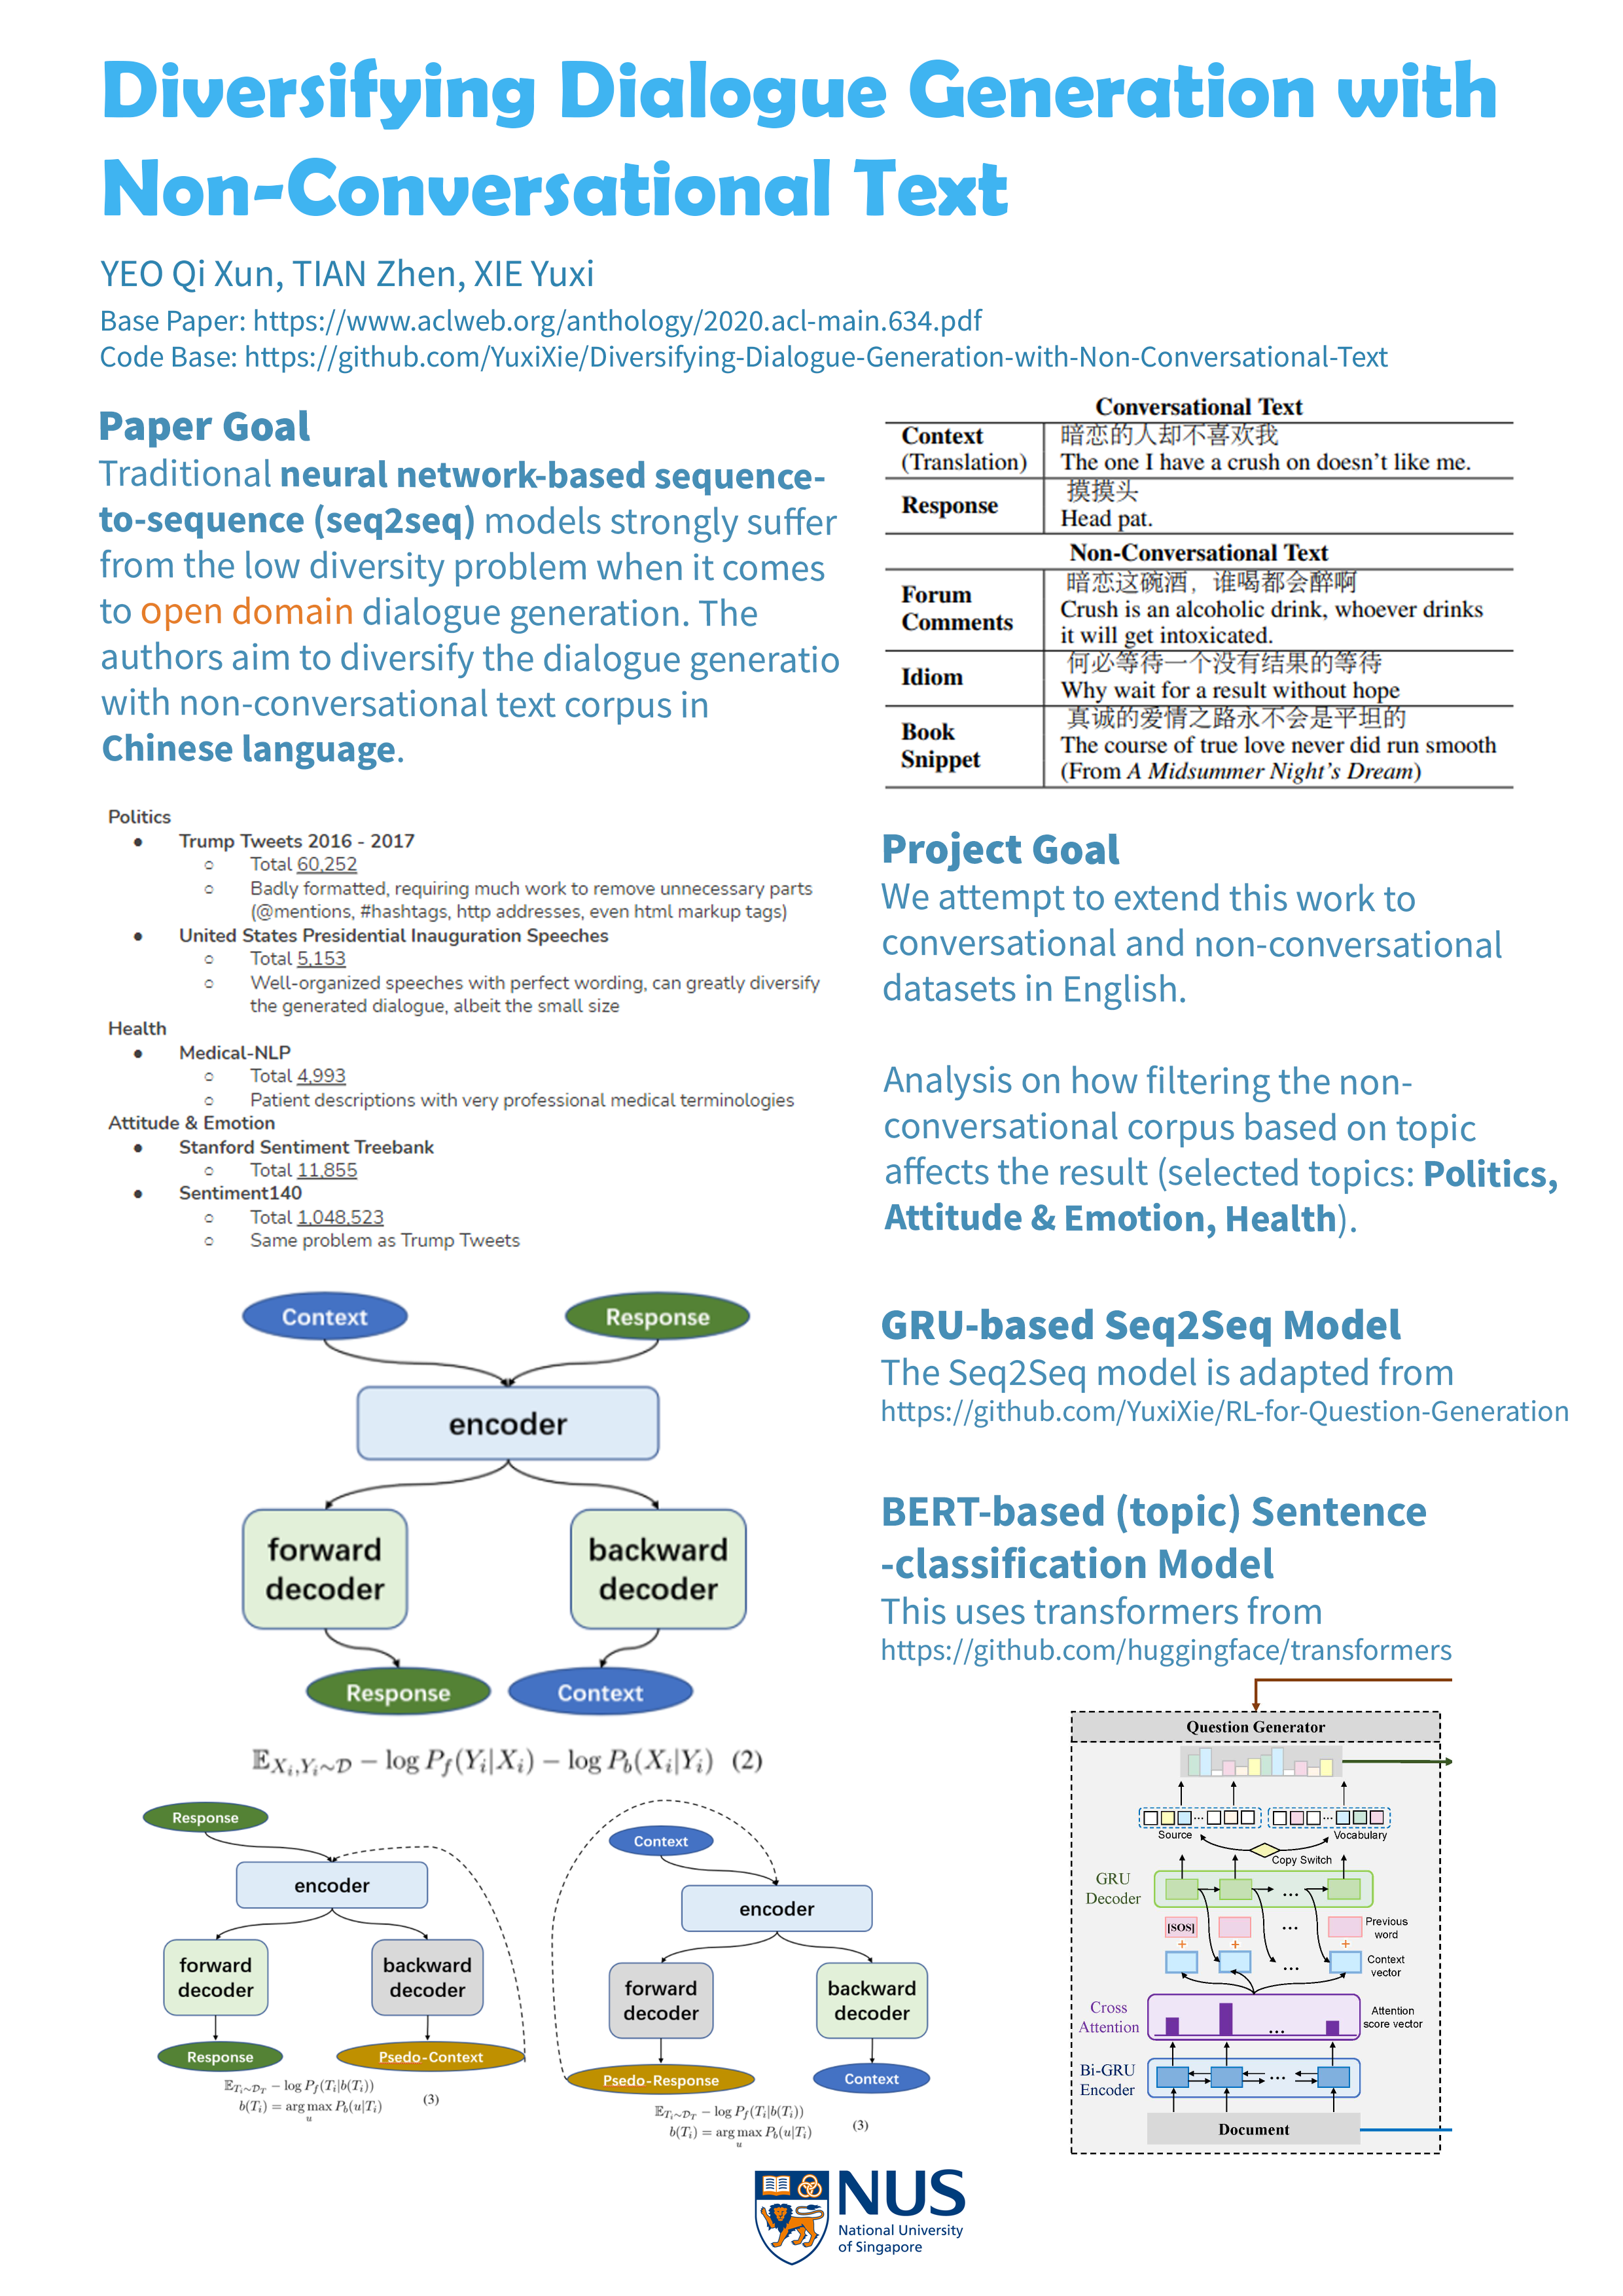 Diversifying Dialogue Generation with
Non-Conversational Text
YEO Qi Xun, TIAN Zhen, XIE Yuxi
Base Paper: https://www.aclweb.org/anthology/2020.acl-main.634.pdf
Code Base: https://github.com/YuxiXie/Diversifying-Dialogue-Generation-with-Non-Conversational-Text
Paper Goal
Traditional neural network-based sequence-
to-sequence (seq2seq) models strongly suffer
from the low diversity problem when it comes
to open domain dialogue generation. The
authors aim to diversify the dialogue generatio
with non-conversational text corpus in
Chinese language.
Conversational Text
Context
(Translation)
暗恋的人却不喜欢我
The one I have a crush on doesn't like me.
Response
摸摸头
Head pat.
Non-Conversational Text
Forum
Comments
暗恋这碗酒，谁喝都会醉啊
Crush is an alcoholic drink, whoever drinks
it will get intoxicated.
Idiom
何必等待一个没有结果的等待
Why wait for a result without hope
Book
Snippet
真诚的爱情之路永不会是平坦的
The course of true love never did run smooth
(From A Midsummer Night's Dream)
Politics
● Trump Tweets 2016 - 2017
○ Total 60,252
○ Badly formatted, requiring much work to remove unnecessary parts
(@mentions, #hashtags, http addresses, even html markup tags)
● United States Presidential Inauguration Speeches
○ Total 5,153
○ Well-organized speeches with perfect wording, can greatly diversify
the generated dialogue, albeit the small size
Health
● Medical-NLP
○ Total 4,993
○ Patient descriptions with very professional medical terminologies
Attitude & Emotion
● Stanford Sentiment Treebank
○ Total 11,855
● Sentiment140
○ Total 1,048,523
○ Same problem as Trump Tweets
Project Goal
We attempt to extend this work to
conversational and non-conversational
datasets in English.
Analysis on how filtering the non-
conversational corpus based on topic
affects the result (selected topics: Politics,
Attitude & Emotion, Health).
GRU-based Seq2Seq Model
The Seq2Seq model is adapted from
https://github.com/YuxiXie/RL-for-Question-Generation
BERT-based (topic) Sentence
-classification Model
This uses transformers from
https://github.com/huggingface/transformers
Context
Response
encoder
forward
decoder
backward
decoder
Response
Context
𝔼_{X_i,Y_i∼𝒟} − log P_f(Y_i|X_i) − log P_b(X_i|Y_i) (2)
Response
encoder
forward
decoder
backward
decoder
Response
Psedo-Context
𝔼_{T_i∼𝒟_T} − log P_f(T_i|b(T_i))
b(T_i) = arg max_u P_b(u|T_i) (3)
Context
encoder
forward
decoder
backward
decoder
Psedo-Response
Context
𝔼_{T_i∼𝒟_T} − log P_f(T_i|b(T_i))
b(T_i) = arg max_u P_b(u|T_i) (3)
Question Generator
...
...
Source
Vocabulary
Copy Switch
GRU
Decoder
...
[SOS]
...
Previous
word
+ + +
...
Context
vector
Cross
Attention
...
Attention
score vector
Bi-GRU
Encoder
...
Document
NUS
National University
of Singapore